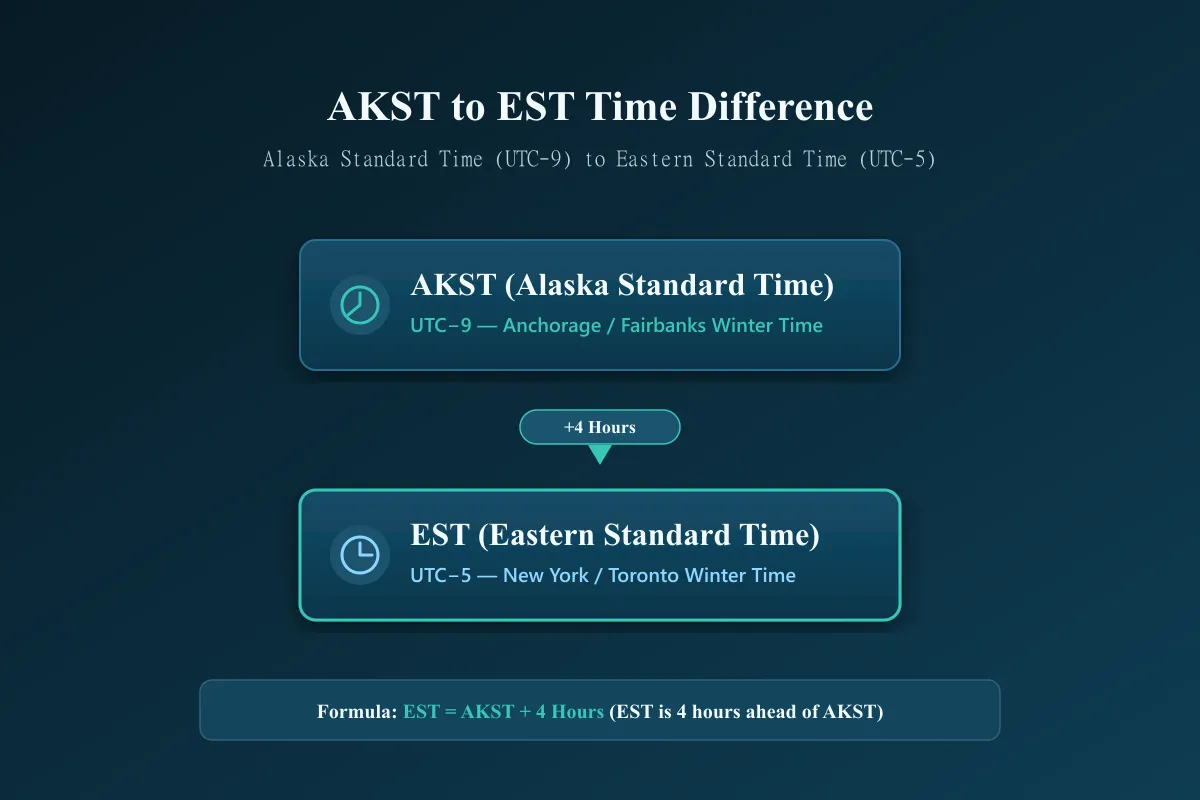 AKST to EST Time Difference
Alaska Standard Time (UTC-9) to Eastern Standard Time (UTC-5)
AKST (Alaska Standard Time)
UTC−9 — Anchorage / Fairbanks Winter Time
+4 Hours
EST (Eastern Standard Time)
UTC−5 — New York / Toronto Winter Time
Formula: EST = AKST + 4 Hours (EST is 4 hours ahead of AKST)